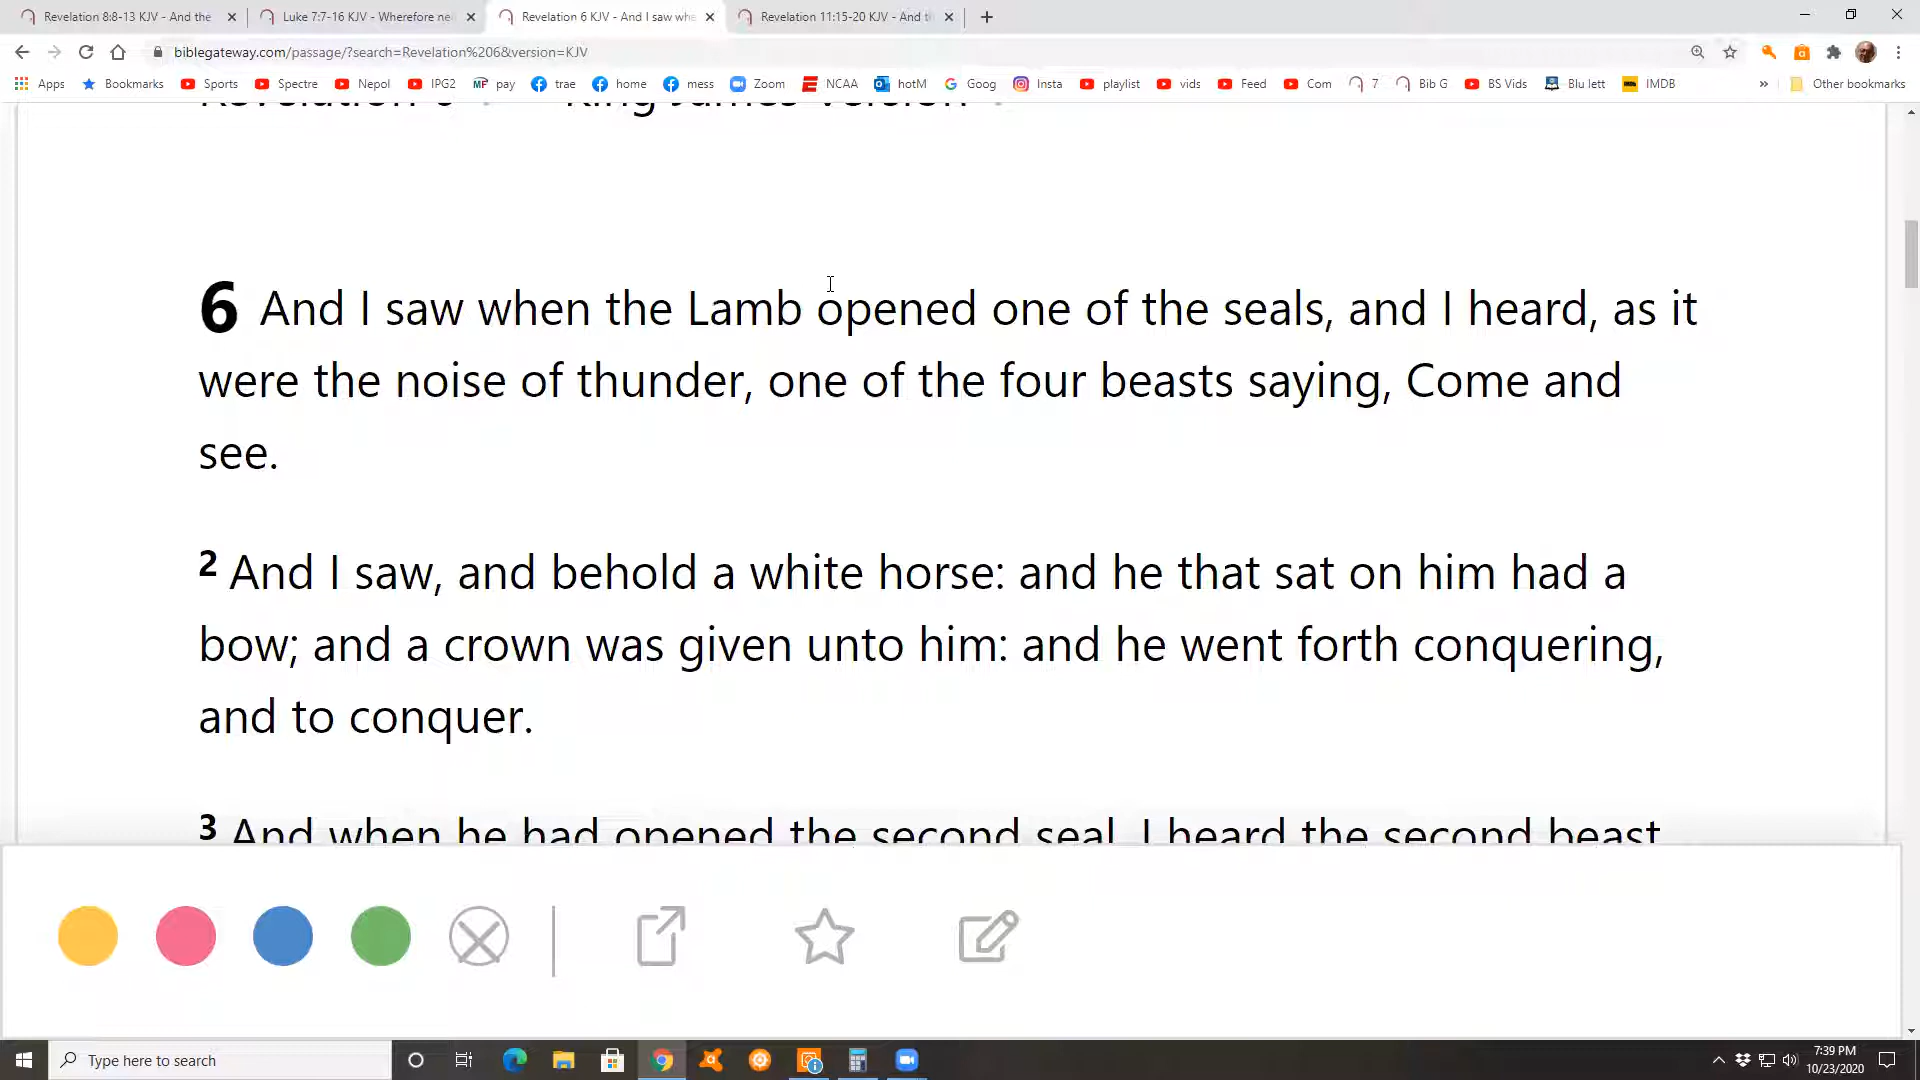 Revelation 8:8-13 KJV - And the
Luke 7:7-16 KJV - Wherefore nei
Revelation 6 KJV - And I saw whe
Revelation 11:15-20 KJV - And t
biblegateway.com/passage/?search=Revelation%206&version=KJV
Apps Bookmarks Sports Spectre Nepol IPG2 MF pay trae home mess Zoom NCAA hotM Goog Insta playlist vids Feed Com 7 Bib G BS Vids Blu lett IMDB » Other bookmarks
Revelation 6 King James Version
6 And I saw when the Lamb opened one of the seals, and I heard, as it
were the noise of thunder, one of the four beasts saying, Come and
see.
2 And I saw, and behold a white horse: and he that sat on him had a
bow; and a crown was given unto him: and he went forth conquering,
and to conquer.
3 And when he had opened the second seal, I heard the second beast
Type here to search
7:39 PM
10/23/2020